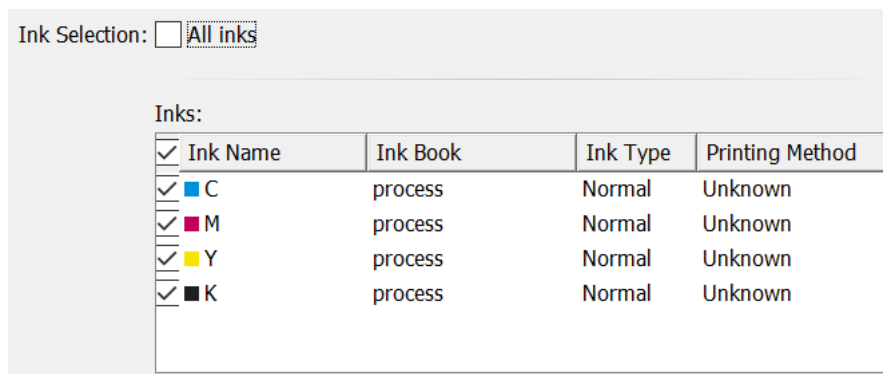 Ink Selection: All inks
Inks:
Ink Name Ink Book Ink Type Printing Method
C process Normal Unknown
M process Normal Unknown
Y process Normal Unknown
K process Normal Unknown